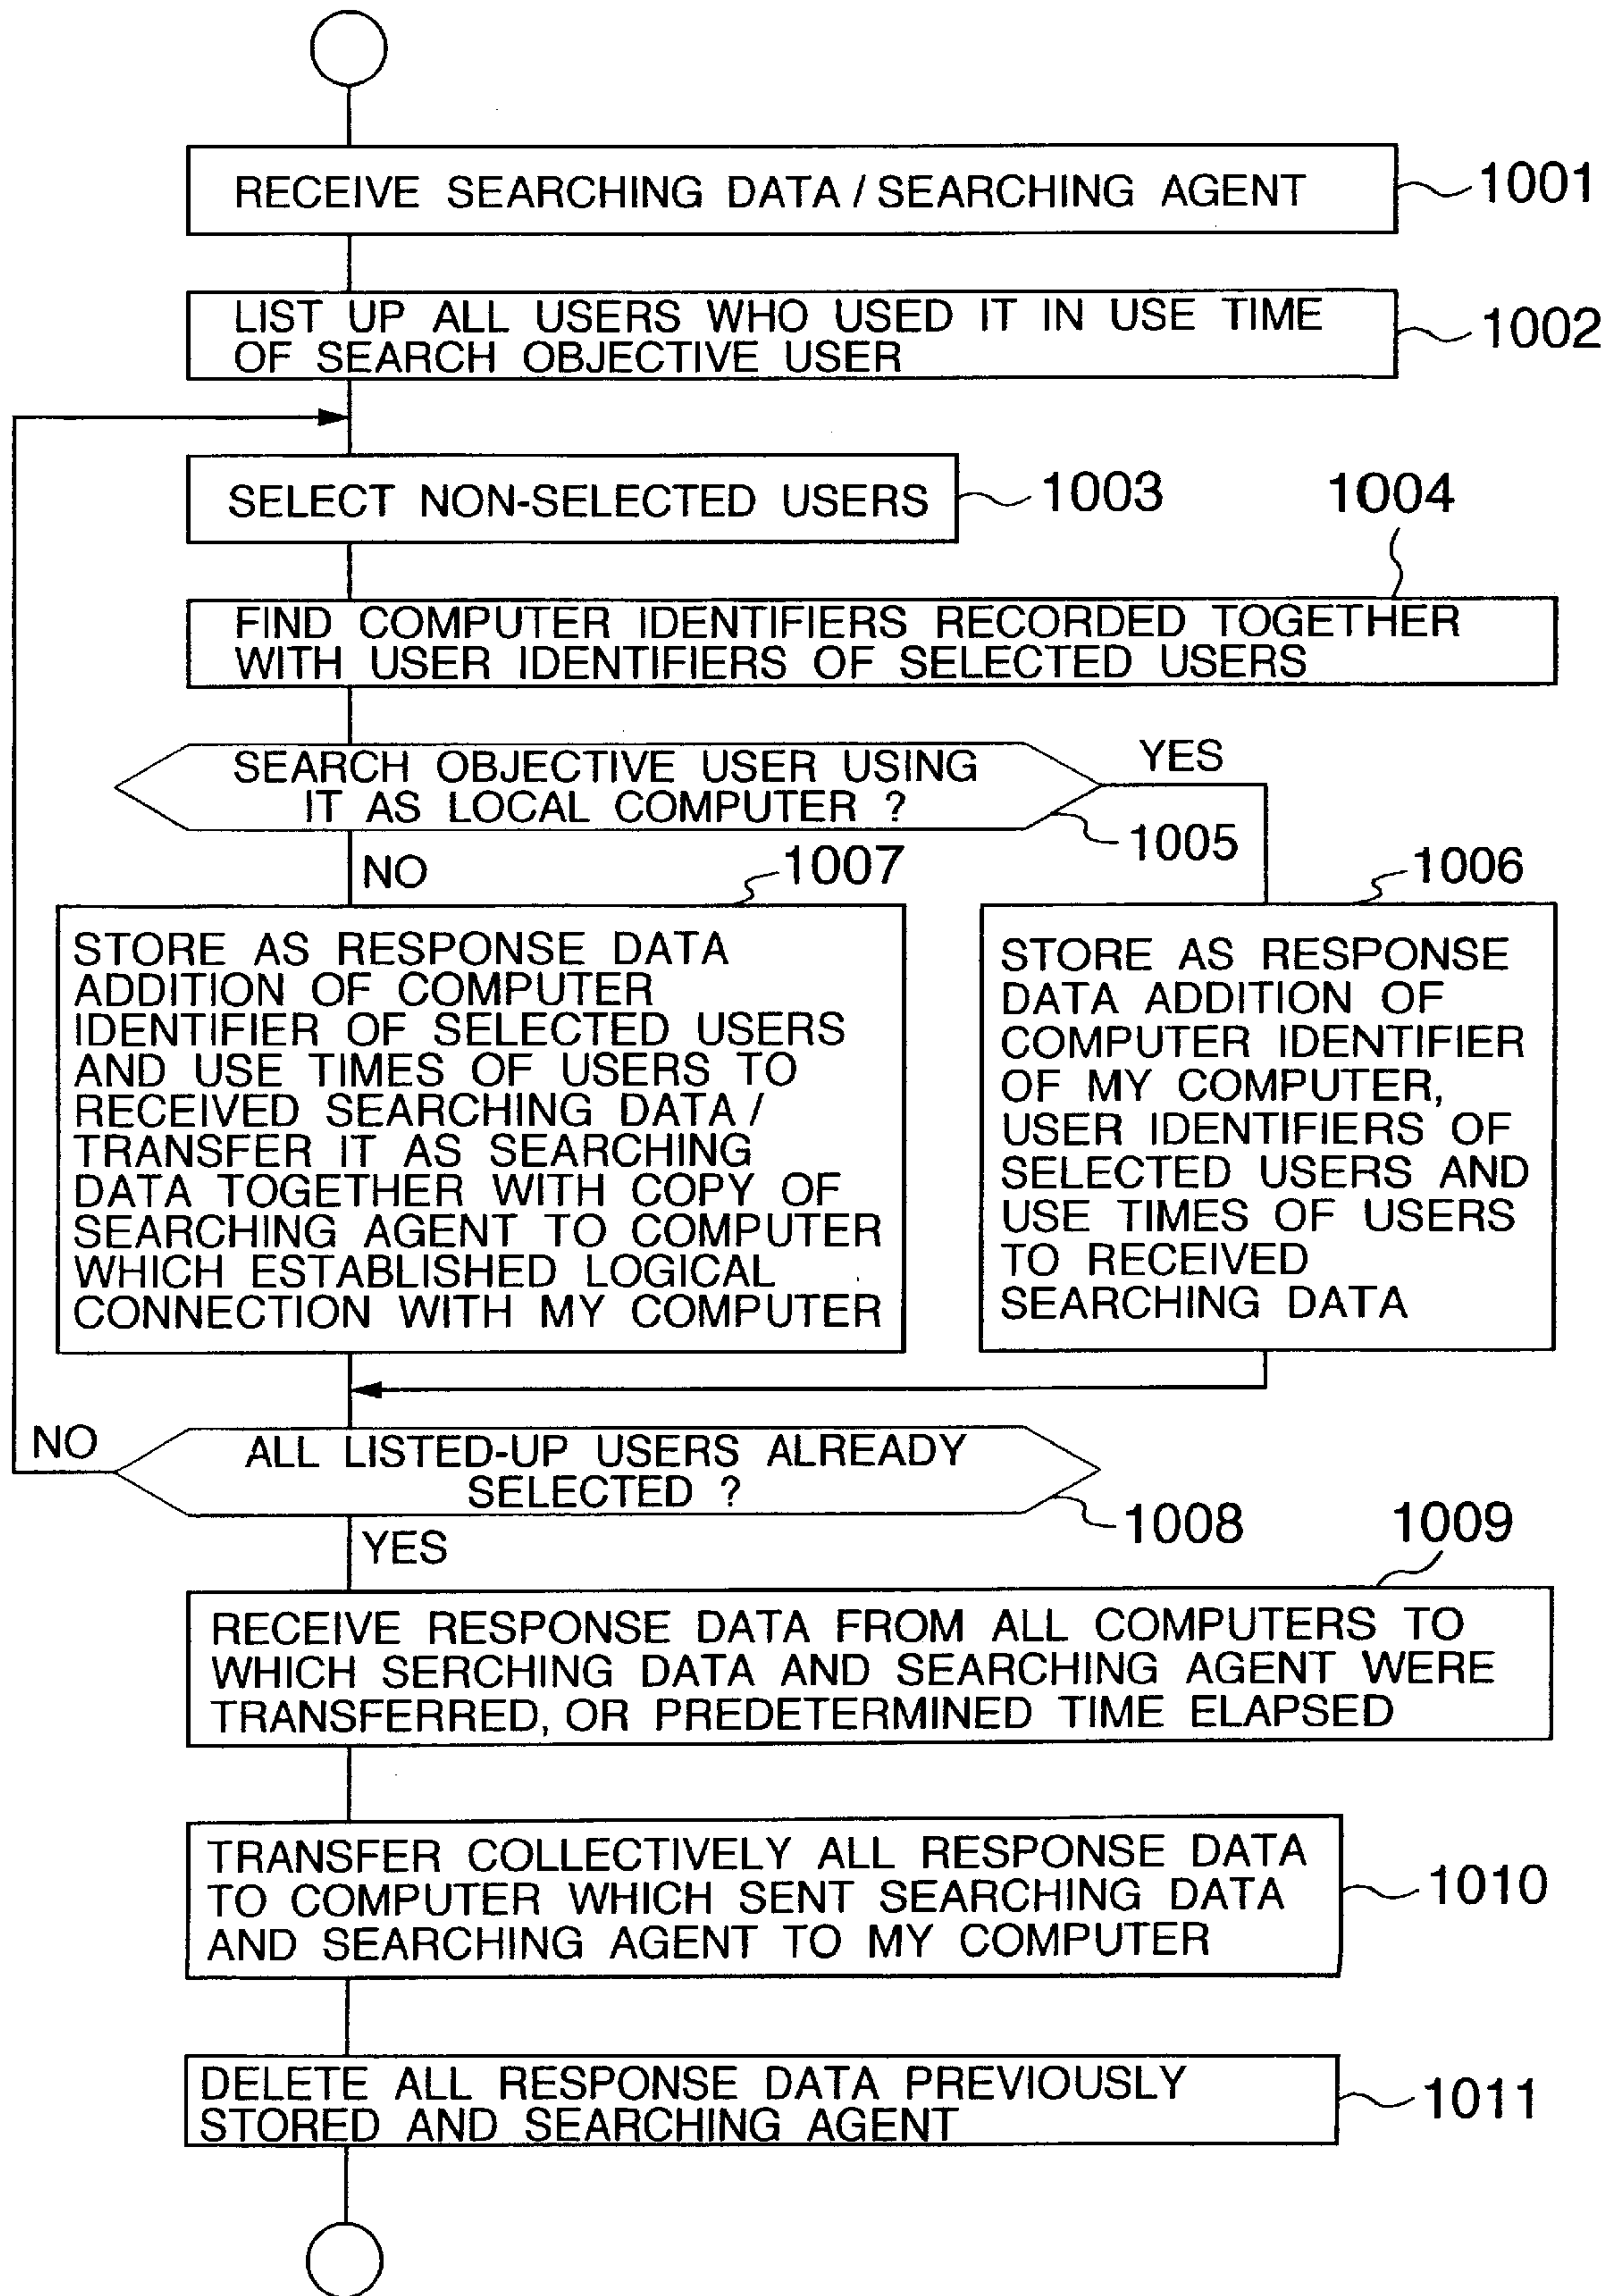 RECEIVE SEARCHING DATA / SEARCHING AGENT
1001
LIST UP ALL USERS WHO USED IT IN USE TIME
OF SEARCH OBJECTIVE USER
1002
SELECT NON-SELECTED USERS
1003
1004
FIND COMPUTER IDENTIFIERS RECORDED TOGETHER
WITH USER IDENTIFIERS OF SELECTED USERS
SEARCH OBJECTIVE USER USING
IT AS LOCAL COMPUTER ?
YES
1005
NO
1007
1006
STORE AS RESPONSE DATA
ADDITION OF COMPUTER
IDENTIFIER OF SELECTED USERS
AND USE TIMES OF USERS TO
RECEIVED SEARCHING DATA /
TRANSFER IT AS SEARCHING
DATA TOGETHER WITH COPY OF
SEARCHING AGENT TO COMPUTER
WHICH ESTABLISHED LOGICAL
CONNECTION WITH MY COMPUTER
STORE AS RESPONSE
DATA ADDITION OF
COMPUTER IDENTIFIER
OF MY COMPUTER,
USER IDENTIFIERS OF
SELECTED USERS AND
USE TIMES OF USERS
TO RECEIVED
SEARCHING DATA
NO
ALL LISTED-UP USERS ALREADY
SELECTED ?
1008
YES
1009
RECEIVE RESPONSE DATA FROM ALL COMPUTERS TO
WHICH SERCHING DATA AND SEARCHING AGENT WERE
TRANSFERRED, OR PREDETERMINED TIME ELAPSED
TRANSFER COLLECTIVELY ALL RESPONSE DATA
TO COMPUTER WHICH SENT SEARCHING DATA
AND SEARCHING AGENT TO MY COMPUTER
1010
DELETE ALL RESPONSE DATA PREVIOUSLY
STORED AND SEARCHING AGENT
1011